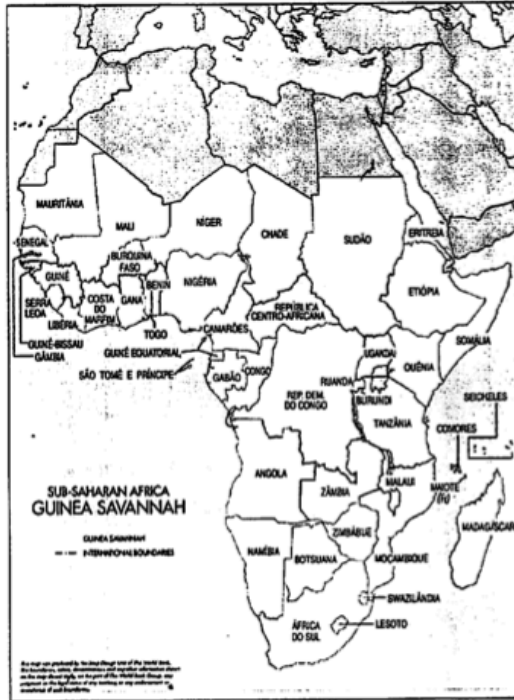 MAURITÂNIA
MALI
NÍGER
CHADE
SUDÃO
ERITREIA
SENEGAL
BURQUINA
FASO
GUINÉ
BENIN
NIGÉRIA
ETIÓPIA
SERRA
LEOA
COSTA
DO
MARFIM
GANA
REPÚBLICA
CENTRO-AFRICANA
LIBÉRIA
TOGO
CAMARÕES
SOMÁLIA
GUINÉ-BISSAU
GÂMBIA
GUINÉ EQUATORIAL
UGANDA
QUÉNIA
SÃO TOMÉ E PRÍNCIPE
GABÃO
CONGO
RUANDA
REP. DEM.
DO CONGO
BURUNDI
SEICHELES
TANZÂNIA
COMORES
ANGOLA
MALAUI
MAIOTE
(Fr)
ZÂMBIA
MADAGÁSCAR
SUB-SAHARAN AFRICA
GUINEA SAVANNAH
GUINEA SAVANNAH
INTERNATIONAL BOUNDARIES
ZIMBÁBUE
NAMÍBIA
BOTSUANA
MOÇAMBIQUE
SWAZILÂNDIA
ÁFRICA
DO SUL
LESOTO